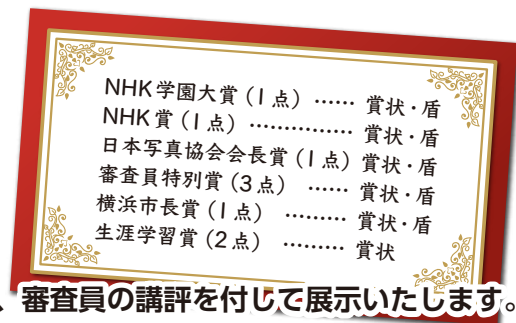 NHK学園大賞(1点) …… 賞状・盾
NHK賞(1点) …………… 賞状・盾
日本写真協会会長賞(1点) 賞状・盾
審査員特別賞(3点) …… 賞状・盾
横浜市長賞(1点) ……… 賞状・盾
生涯学習賞(2点) ……… 賞状
、審査員の講評を付して展示いたします。